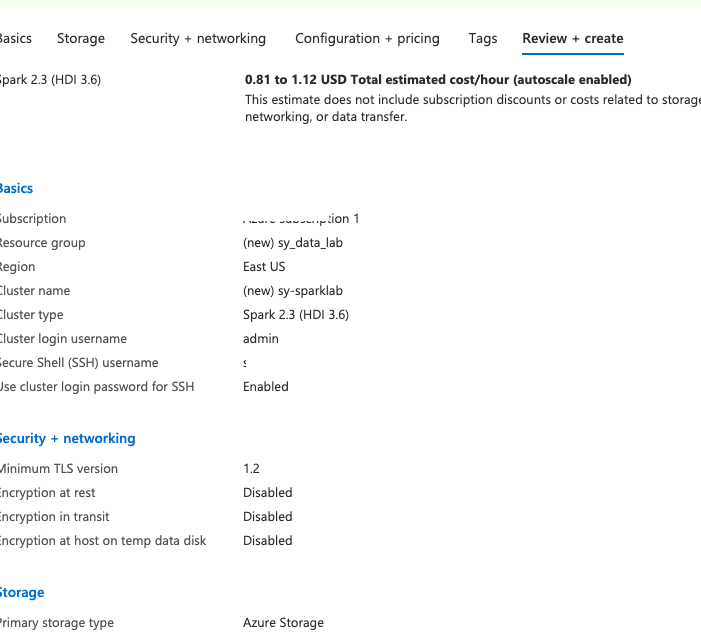 Basics Storage Security + networking Configuration + pricing Tags Review + create
Spark 2.3 (HDI 3.6) 0.81 to 1.12 USD Total estimated cost/hour (autoscale enabled)
This estimate does not include subscription discounts or costs related to storage
networking, or data transfer.
Basics
Subscription Azure subscription 1
Resource group (new) sy_data_lab
Region East US
Cluster name (new) sy-sparklab
Cluster type Spark 2.3 (HDI 3.6)
Cluster login username admin
Secure Shell (SSH) username
Use cluster login password for SSH Enabled
Security + networking
Minimum TLS version 1.2
Encryption at rest Disabled
Encryption in transit Disabled
Encryption at host on temp data disk Disabled
Storage
Primary storage type Azure Storage